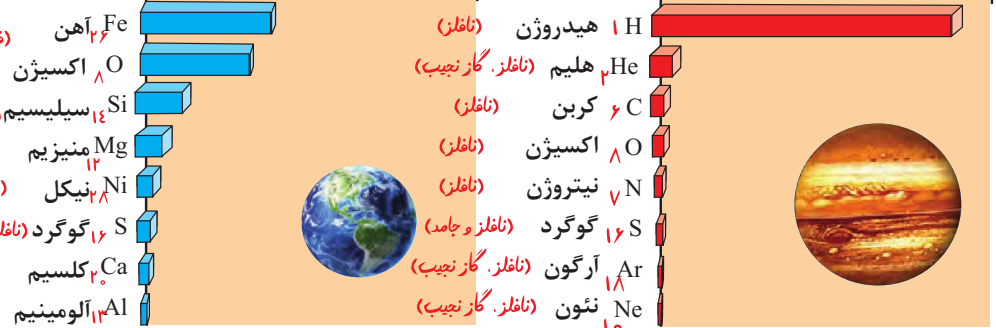 H ۱ هیدروژن (نافلز)
He ۲ هلیم (نافلز، گاز نجیب)
C ۶ کربن (نافلز)
O ۸ اکسیژن (نافلز)
N ۷ نیتروژن (نافلز)
S ۱۶ گوگرد (نافلز و جامد)
Ar ۱۸ آرگون (نافلز، گاز نجیب)
Ne ۱۰ نئون (نافلز، گاز نجیب)
Fe ۲۶ آهن
O ۸ اکسیژن
Si ۱۴ سیلیسیم
Mg ۱۲ منیزیم
Ni ۲۸ نیکل
S ۱۶ گوگرد
Ca ۲۰ کلسیم
Al ۱۳ آلومینیم